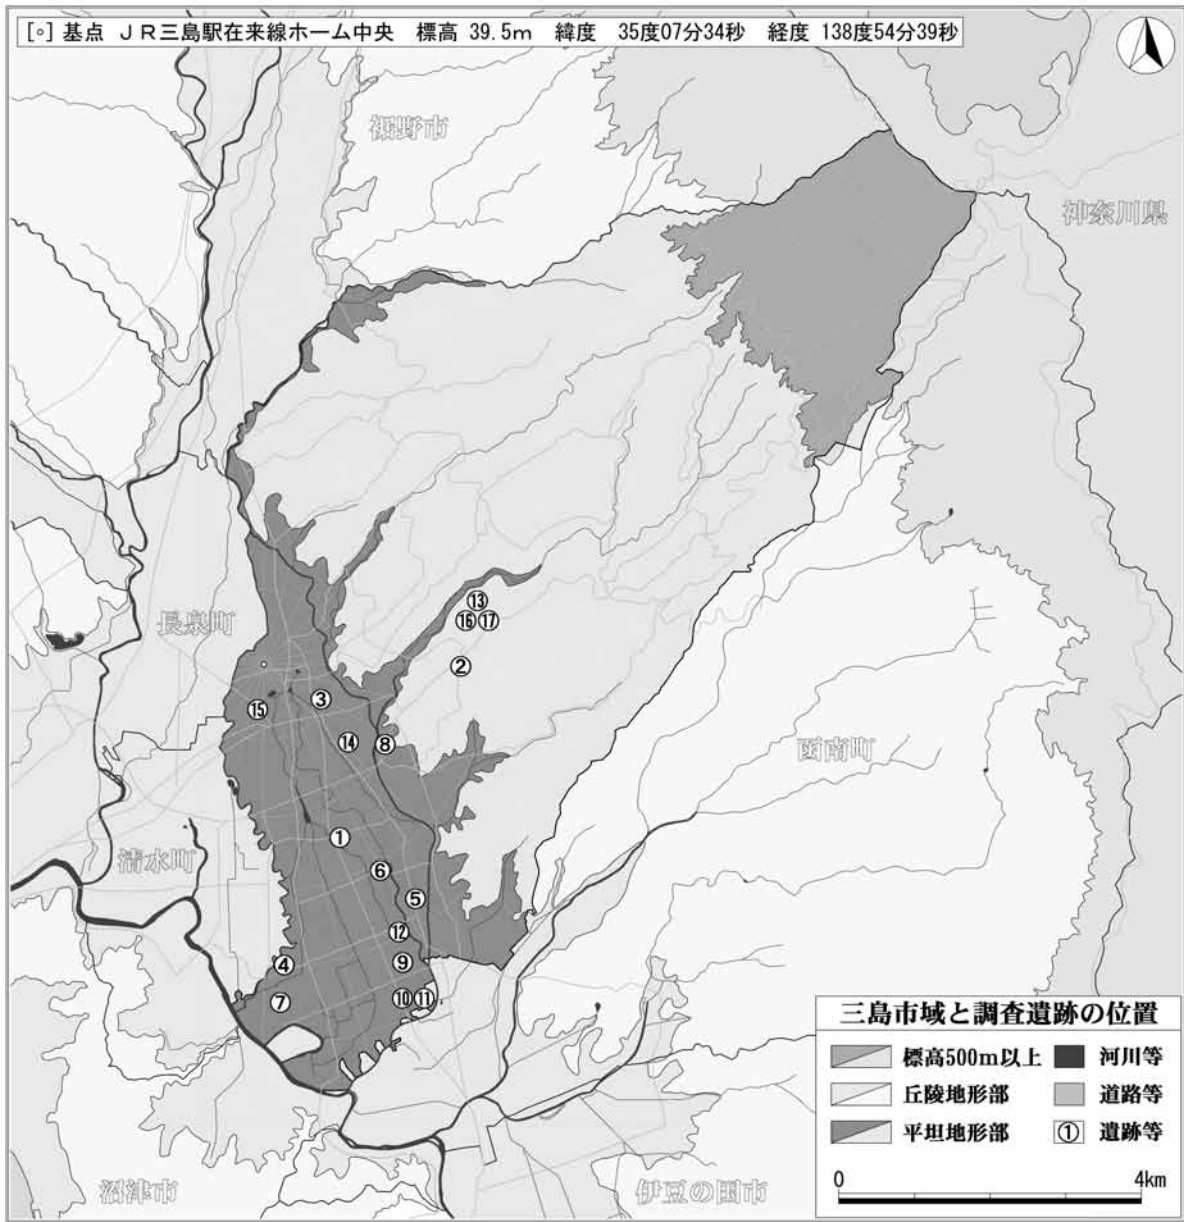 [◦] 基点 ＪＲ三島駅在来線ホーム中央 標高 39.5m 緯度 35度07分34秒 経度 138度54分39秒
裾野市
神奈川県
長泉町
⑬
⑯ ⑰
②
③
⑮
⑭ ⑧
函南町
①
清水町
⑥
⑤
⑫
④ ⑨
⑦ ⑩ ⑪
三島市域と調査遺跡の位置
標高500m以上 河川等
丘陵地形部 道路等
平坦地形部 ① 遺跡等
0 4km
沼津市
伊豆の国市